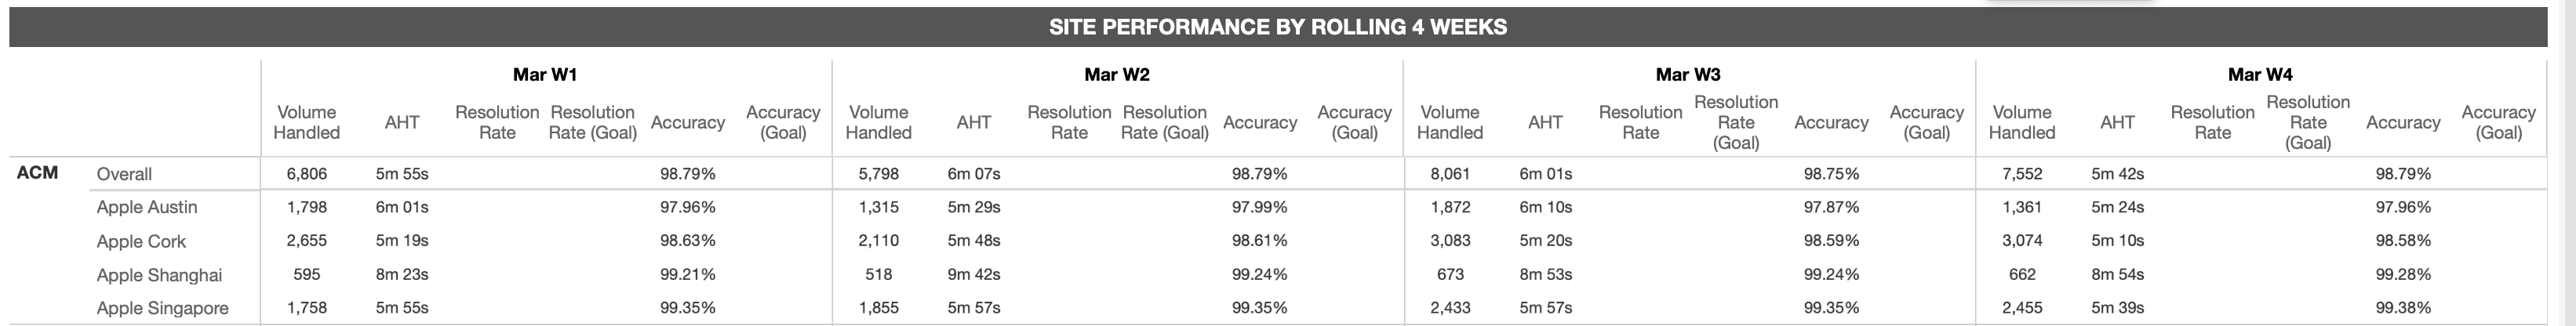 SITE PERFORMANCE BY ROLLING 4 WEEKS
Mar W1 Mar W2 Mar W3 Mar W4
Volume Handled AHT Resolution Rate Resolution Rate (Goal) Accuracy Accuracy (Goal) Volume Handled AHT Resolution Rate Resolution Rate (Goal) Accuracy Accuracy (Goal) Volume Handled AHT Resolution Rate Resolution Rate (Goal) Accuracy Accuracy (Goal) Volume Handled AHT Resolution Rate Resolution Rate (Goal) Accuracy Accuracy (Goal)
ACM Overall 6,806 5m 55s 98.79% 5,798 6m 07s 98.79% 8,061 6m 01s 98.75% 7,552 5m 42s 98.79%
Apple Austin 1,798 6m 01s 97.96% 1,315 5m 29s 97.99% 1,872 6m 10s 97.87% 1,361 5m 24s 97.96%
Apple Cork 2,655 5m 19s 98.63% 2,110 5m 48s 98.61% 3,083 5m 20s 98.59% 3,074 5m 10s 98.58%
Apple Shanghai 595 8m 23s 99.21% 518 9m 42s 99.24% 673 8m 53s 99.24% 662 8m 54s 99.28%
Apple Singapore 1,758 5m 55s 99.35% 1,855 5m 57s 99.35% 2,433 5m 57s 99.35% 2,455 5m 39s 99.38%